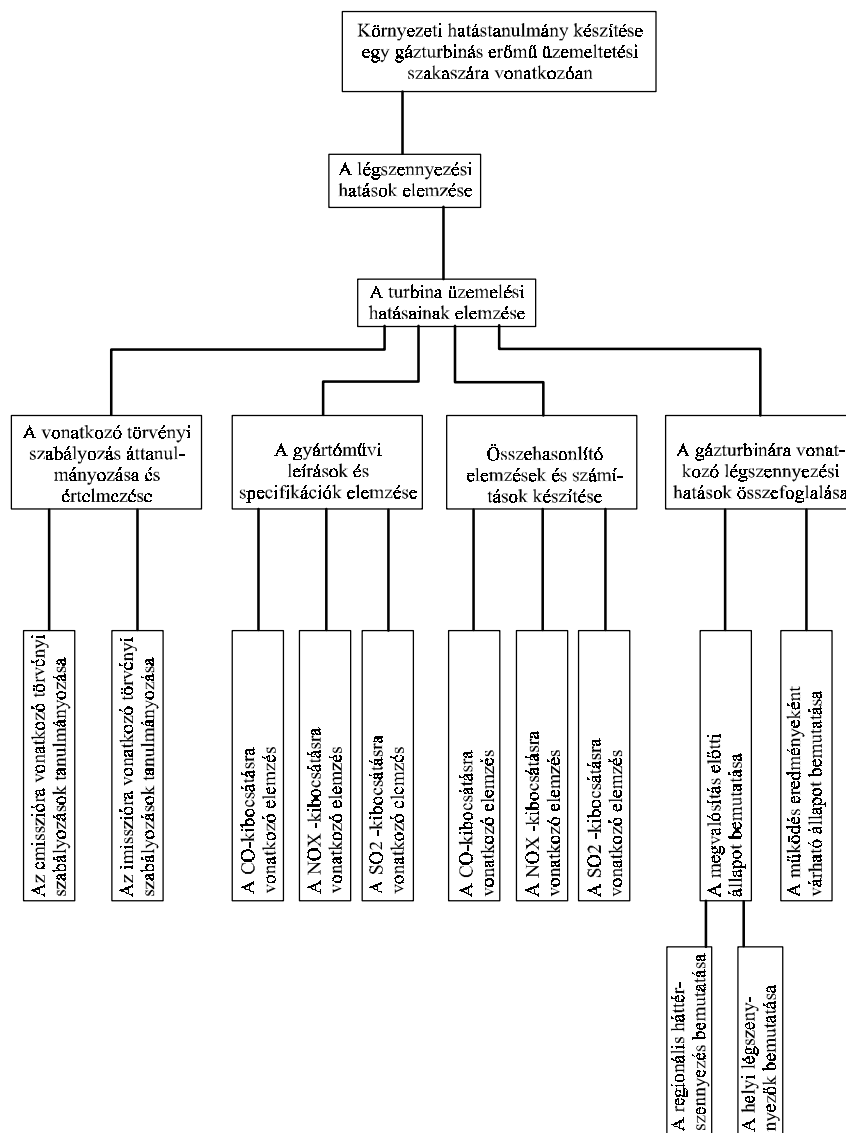 Környezeti hatástanulmány készítése
egy gázturbinás erőmű üzemeltetési
szakaszára vonatkozóan
A légszennyezési
hatások elemzése
A turbina üzemelési
hatásainak elemzése
A vonatkozó törvényi
szabályozás áttanul-
mányozása és
értelmezése
A gyártóművi
leírások és
specifikációk elemzése
Összehasonlító
elemzések és számí-
tások készítése
A gázturbinára vonat-
kozó légszennyezési
hatások összefoglalása
Az emisszióra vonatkozó törvényi
szabályozások tanulmányozása
Az imisszióra vonatkozó törvényi
szabályozások tanulmányozása
A CO-kibocsátásra
vonatkozó elemzés
A NOX -kibocsátásra
vonatkozó elemzés
A SO2 -kibocsátásra
vonatkozó elemzés
A CO-kibocsátásra
vonatkozó elemzés
A NOX -kibocsátásra
vonatkozó elemzés
A SO2 -kibocsátásra
vonatkozó elemzés
A megvalósítás előtti
állapot bemutatása
A működés eredményeként
várható állapot bemutatása
A regionális háttér-
szennyezés bemutatása
A helyi légszeny-
nyezők bemutatása